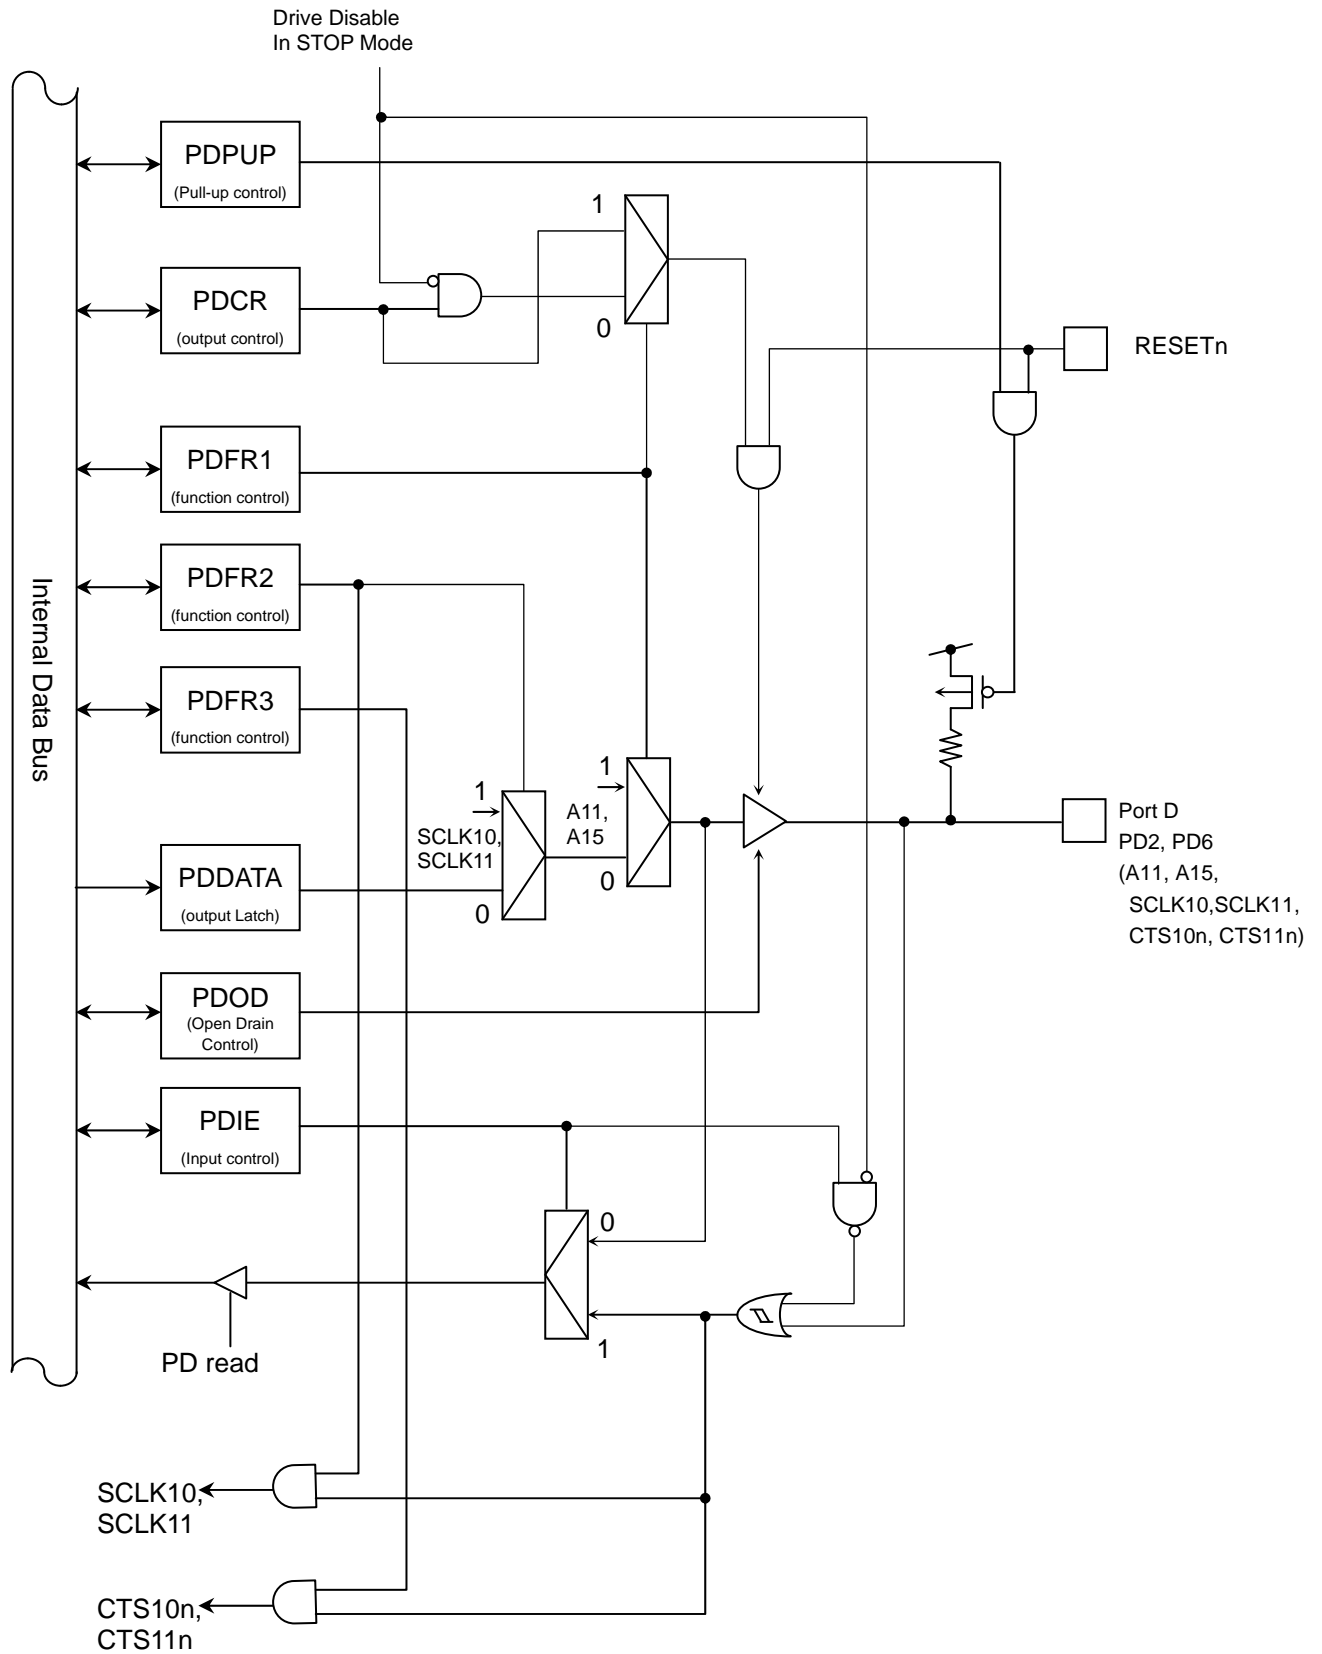 Drive Disable
In STOP Mode
PDPUP
(Pull-up control)
1
PDCR
(output control)
0
RESETn
PDFR1
(function control)
PDFR2
(function control)
Internal Data Bus
PDFR3
(function control)
1
SCLK10,
SCLK11
0
1
A11,
A15
0
Port D
PD2, PD6
(A11, A15,
SCLK10,SCLK11,
CTS10n, CTS11n)
PDDATA
(output Latch)
PDOD
(Open Drain
Control)
PDIE
(Input control)
0
1
PD read
SCLK10,
SCLK11
CTS10n,
CTS11n